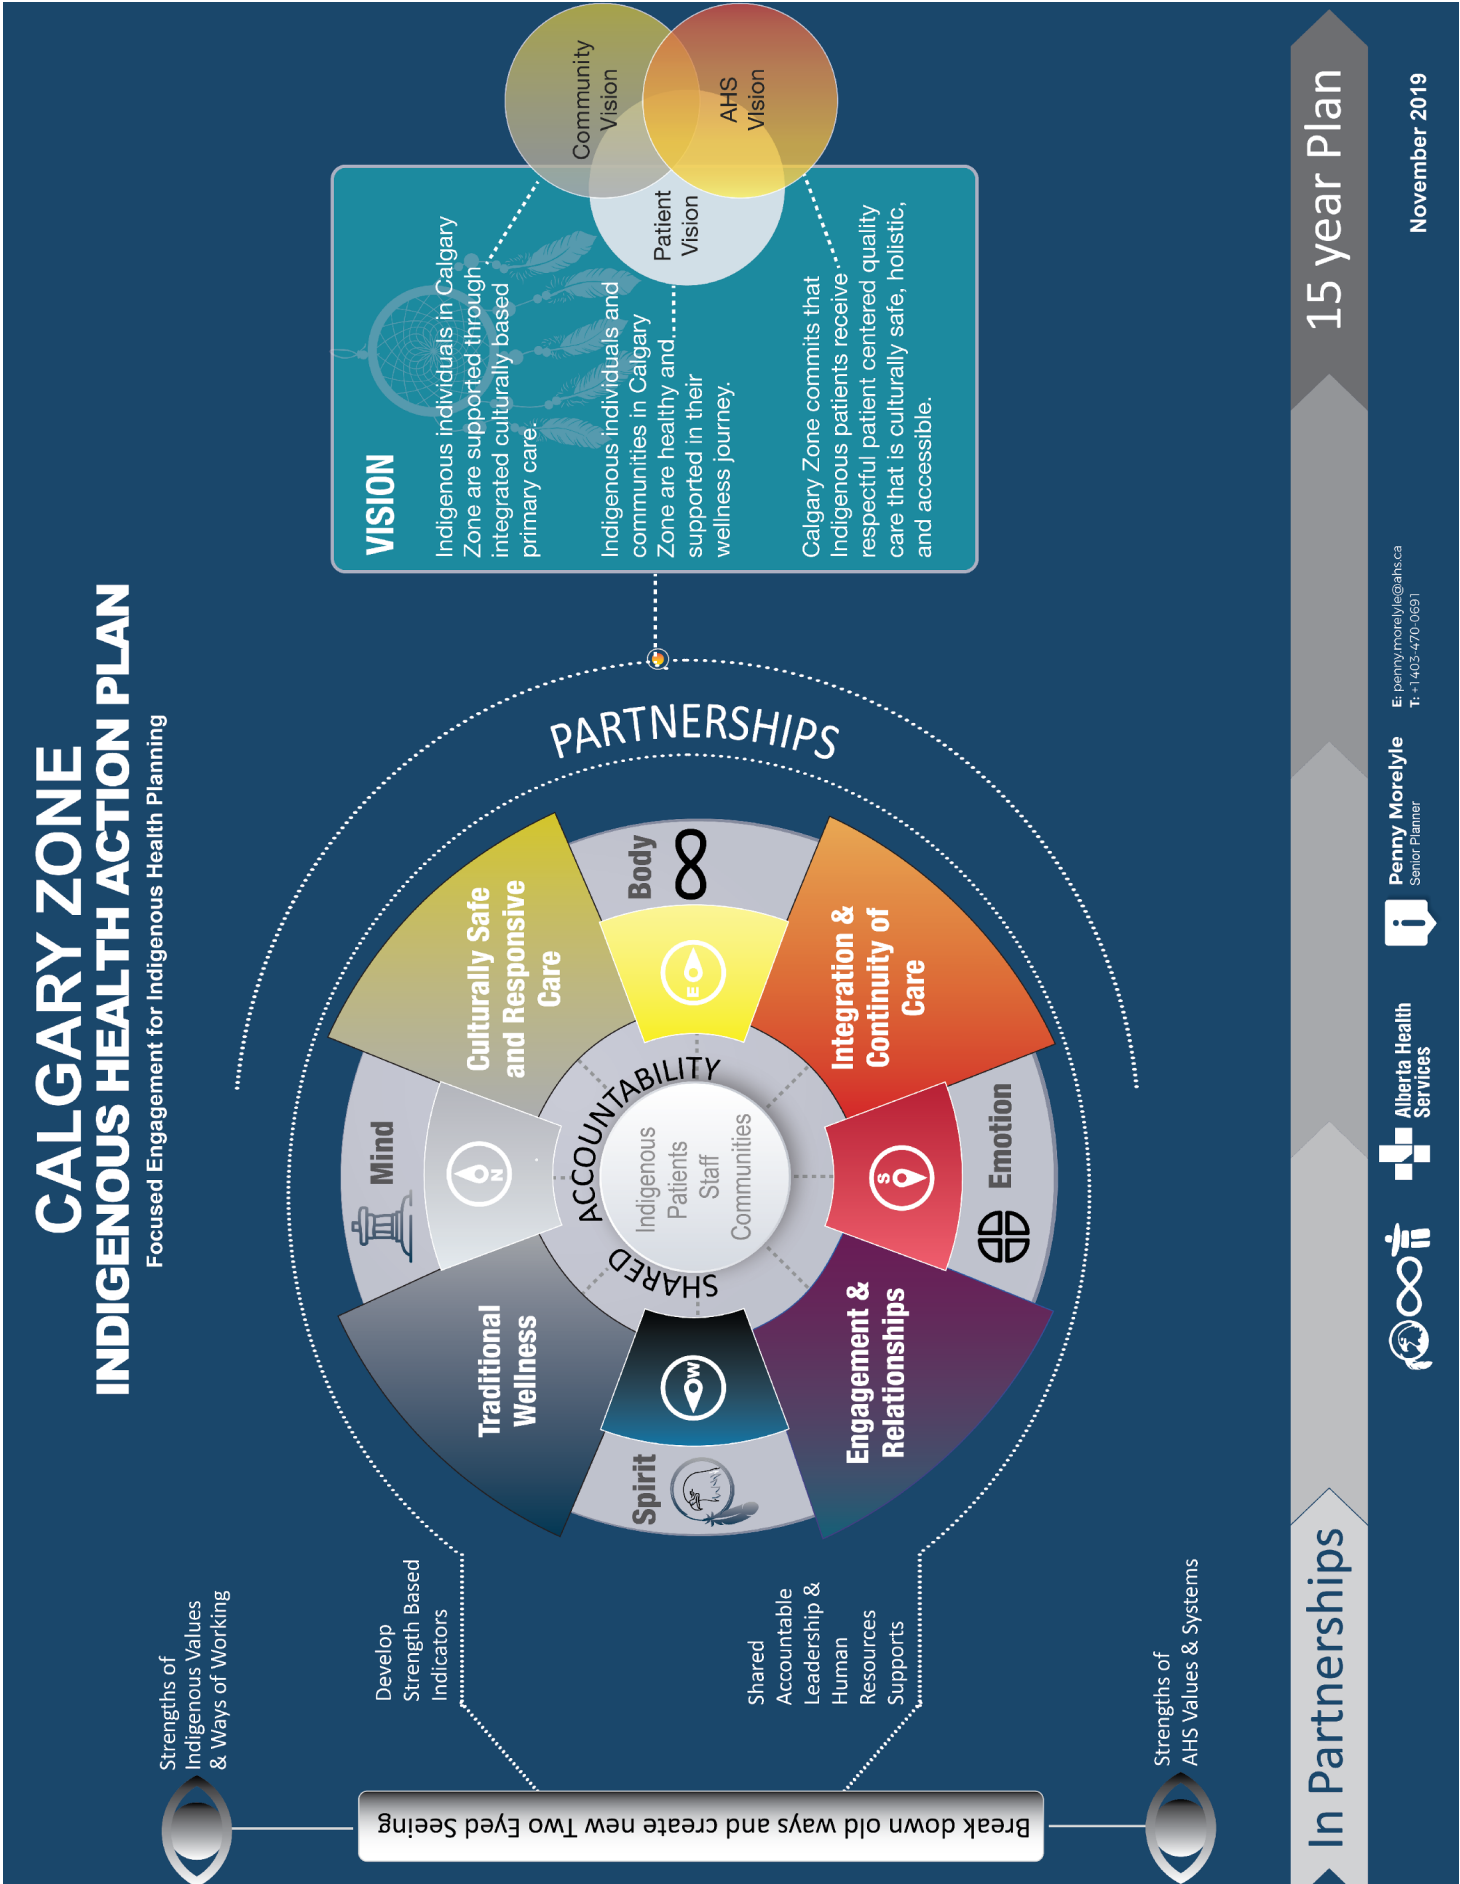 CALGARY ZONE
INDIGENOUS HEALTH ACTION PLAN
Focused Engagement for Indigenous Health Planning
Strengths of
Indigenous Values
& Ways of Working
Break down old ways and create new Two Eyed Seeing
Strengths of
AHS Values & Systems
Develop
Strength Based
Indicators
Shared
Accountable
Leadership &
Human
Resources
Supports
Traditional
Wellness
Mind
N
Culturally Safe
and Responsive
Care
Spirit
W
SHARED ACCOUNTABILITY
Indigenous
Patients
Staff
Communities
E
Body
Engagement &
Relationships
S
Emotion
Integration &
Continuity of
Care
PARTNERSHIPS
VISION
Indigenous individuals in Calgary
Zone are supported through
integrated culturally based
primary care.
Indigenous individuals and
communities in Calgary
Zone are healthy and
supported in their
wellness journey.
Calgary Zone commits that
Indigenous patients receive
respectful patient centered quality
care that is culturally safe, holistic,
and accessible.
Community
Vision
Patient
Vision
AHS
VIsion
In Partnerships
15 year Plan
Alberta Health
Services
i
Penny Morelyle
Senior Planner
E: penny.morelyle@ahs.ca
T: +1 403-470-0691
November 2019